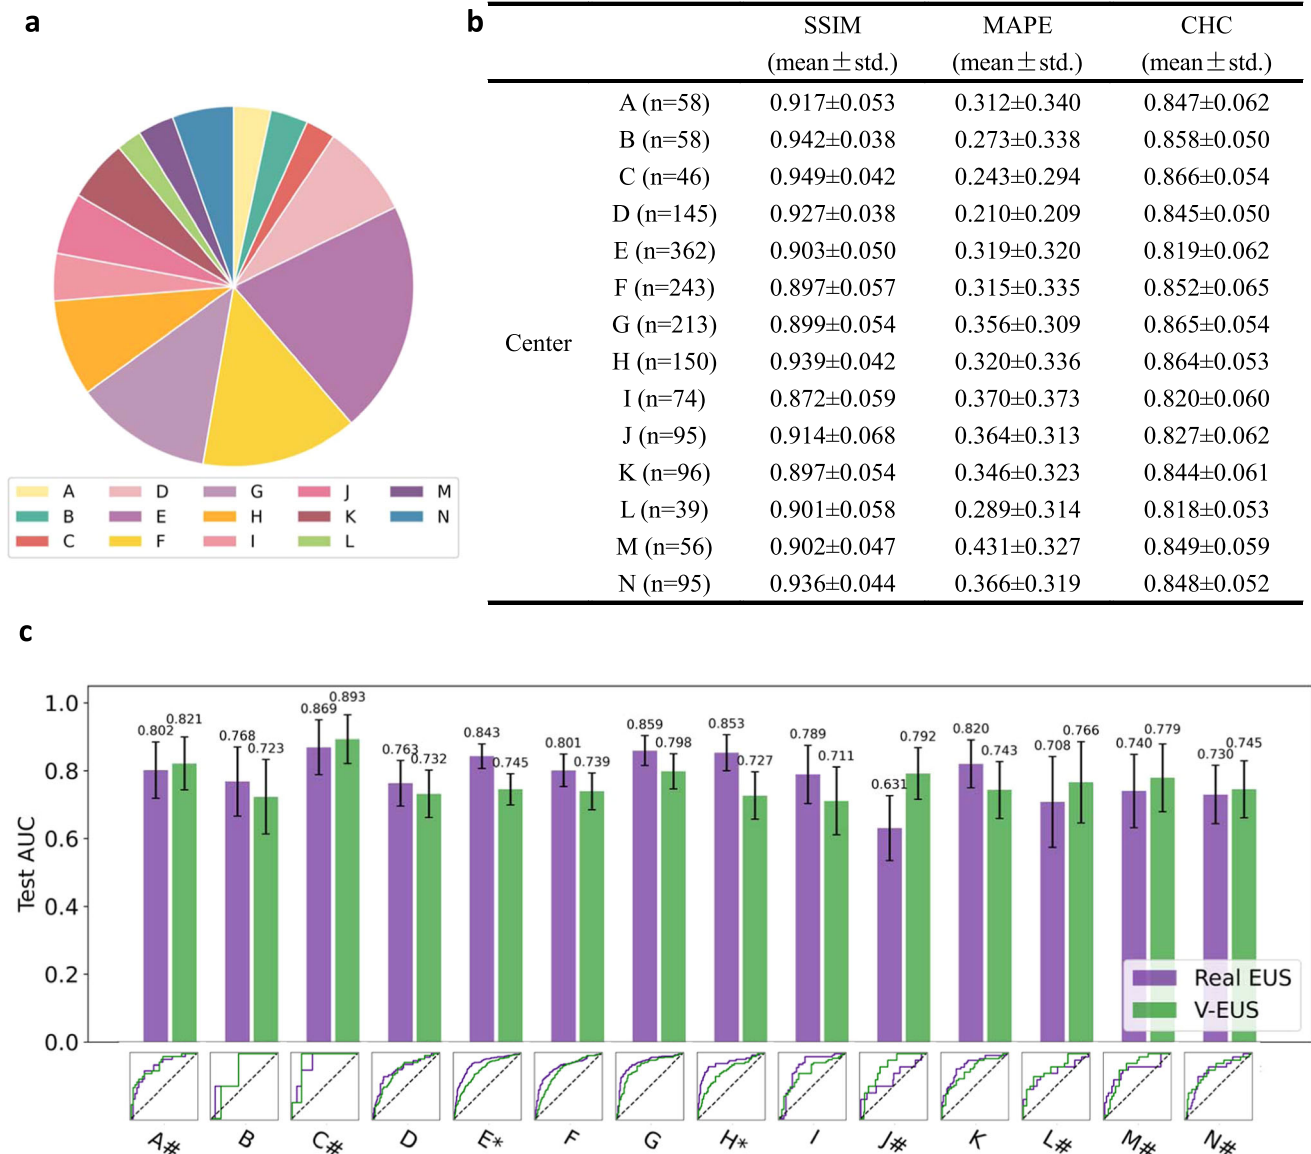 a
A D G J M
B E H K N
C F I L
b
SSIM MAPE CHC
(mean±std.) (mean±std.) (mean±std.)
A (n=58) 0.917±0.053 0.312±0.340 0.847±0.062
B (n=58) 0.942±0.038 0.273±0.338 0.858±0.050
C (n=46) 0.949±0.042 0.243±0.294 0.866±0.054
D (n=145) 0.927±0.038 0.210±0.209 0.845±0.050
E (n=362) 0.903±0.050 0.319±0.320 0.819±0.062
F (n=243) 0.897±0.057 0.315±0.335 0.852±0.065
G (n=213) 0.899±0.054 0.356±0.309 0.865±0.054
Center
H (n=150) 0.939±0.042 0.320±0.336 0.864±0.053
I (n=74) 0.872±0.059 0.370±0.373 0.820±0.060
J (n=95) 0.914±0.068 0.364±0.313 0.827±0.062
K (n=96) 0.897±0.054 0.346±0.323 0.844±0.061
L (n=39) 0.901±0.058 0.289±0.314 0.818±0.053
M (n=56) 0.902±0.047 0.431±0.327 0.849±0.059
N (n=95) 0.936±0.044 0.366±0.319 0.848±0.052
c
Test AUC
1.0
0.8
0.6
0.4
0.2
0.0
0.802 0.821 0.768 0.723 0.869 0.893 0.763 0.732 0.843 0.745 0.801 0.739 0.859 0.798 0.853 0.727 0.789 0.711 0.631 0.792 0.820 0.743 0.708 0.766 0.740 0.779 0.730 0.745
Real EUS
V-EUS
A# B C# D E* F G H* I J# K L# M# N#